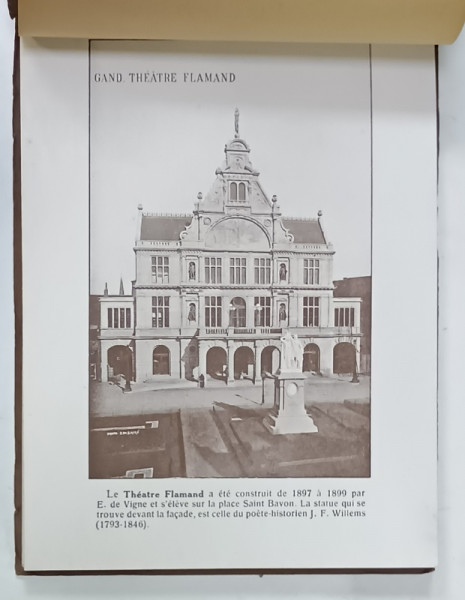 GAND. THÉATRE FLAMAND
Le Théatre Flamand a été construit de 1897 à 1899 par
E. de Vigne et s'élève sur la place Saint Bavon. La statue qui se
trouve devant la façade, est celle du poète-historien J. F. Willems
(1793-1846).